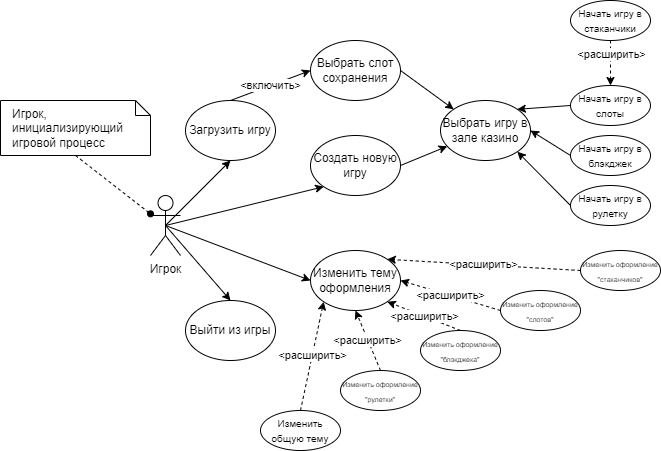 Начать игру в
стаканчики
<расширить>
Выбрать слот
сохранения
<включить>
Начать игру в
слоты
Игрок,
инициализирующий
игровой процесс
Загрузить игру
Выбрать игру в
зале казино
Начать игру в
блэкджек
Создать новую
игру
Начать игру в
рулетку
Игрок
Изменить тему
оформления
<расширить>
Изменить оформление
"стаканчиков"
<расширить>
Изменить оформление
"слотов"
Выйти из игры
<расширить>
Изменить оформление
"блэкджека"
<расширить>
<расширить>
Изменить оформление
"рулетки"
Изменить
общую тему